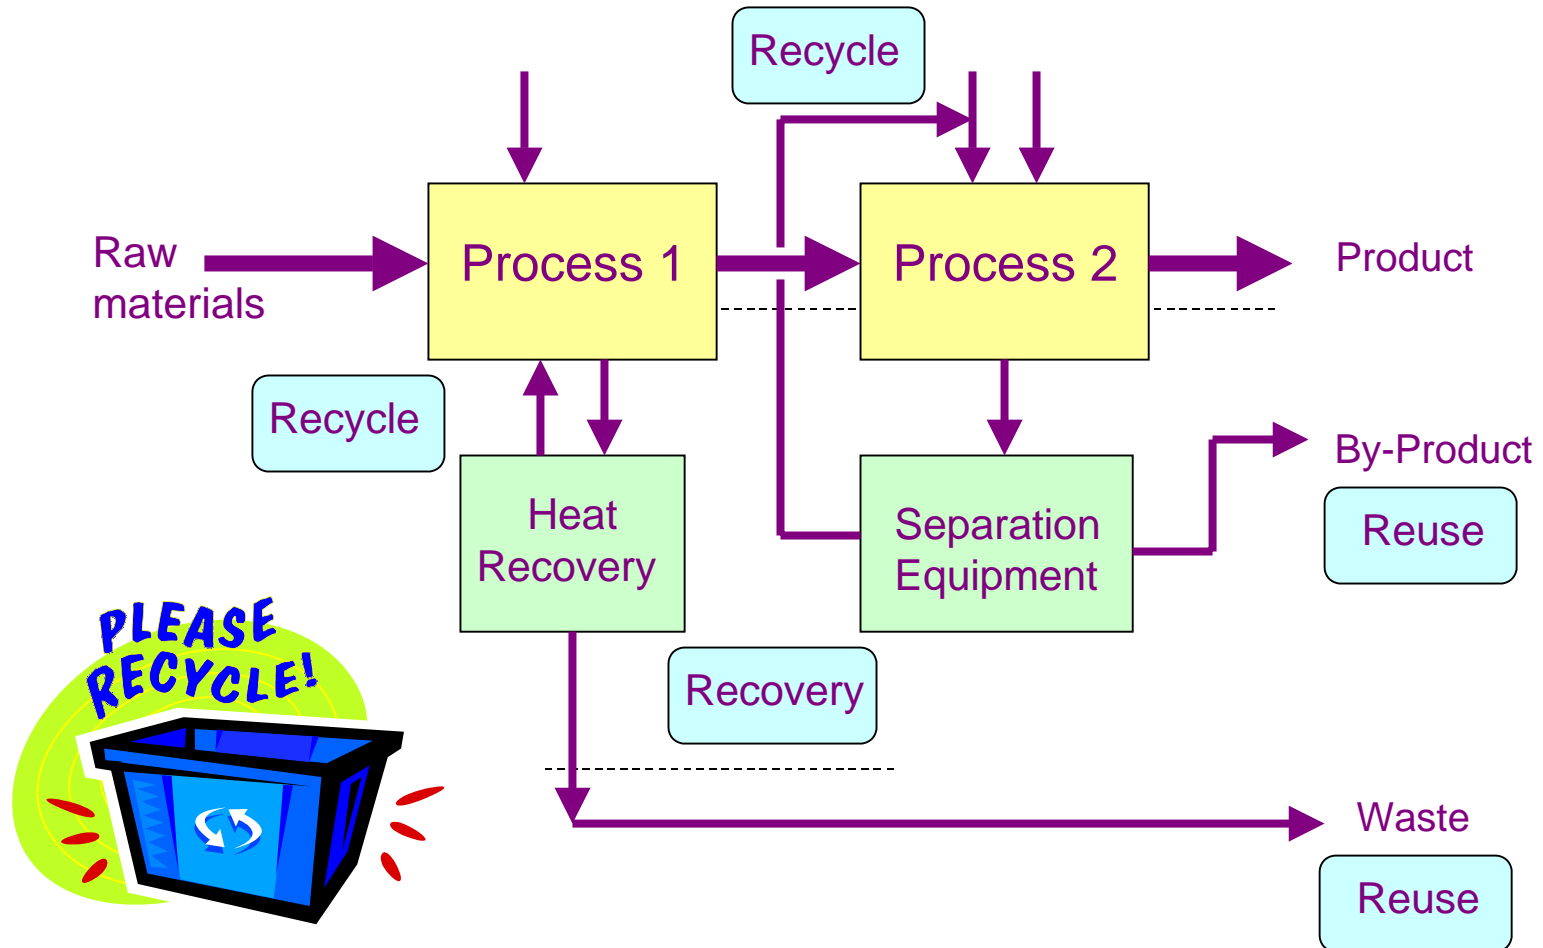 Recycle
Raw
materials
Process 1
Process 2
Product
Recycle
Heat
Recovery
Separation
Equipment
By-Product
Reuse
PLEASE
RECYCLE!
Recovery
Waste
Reuse